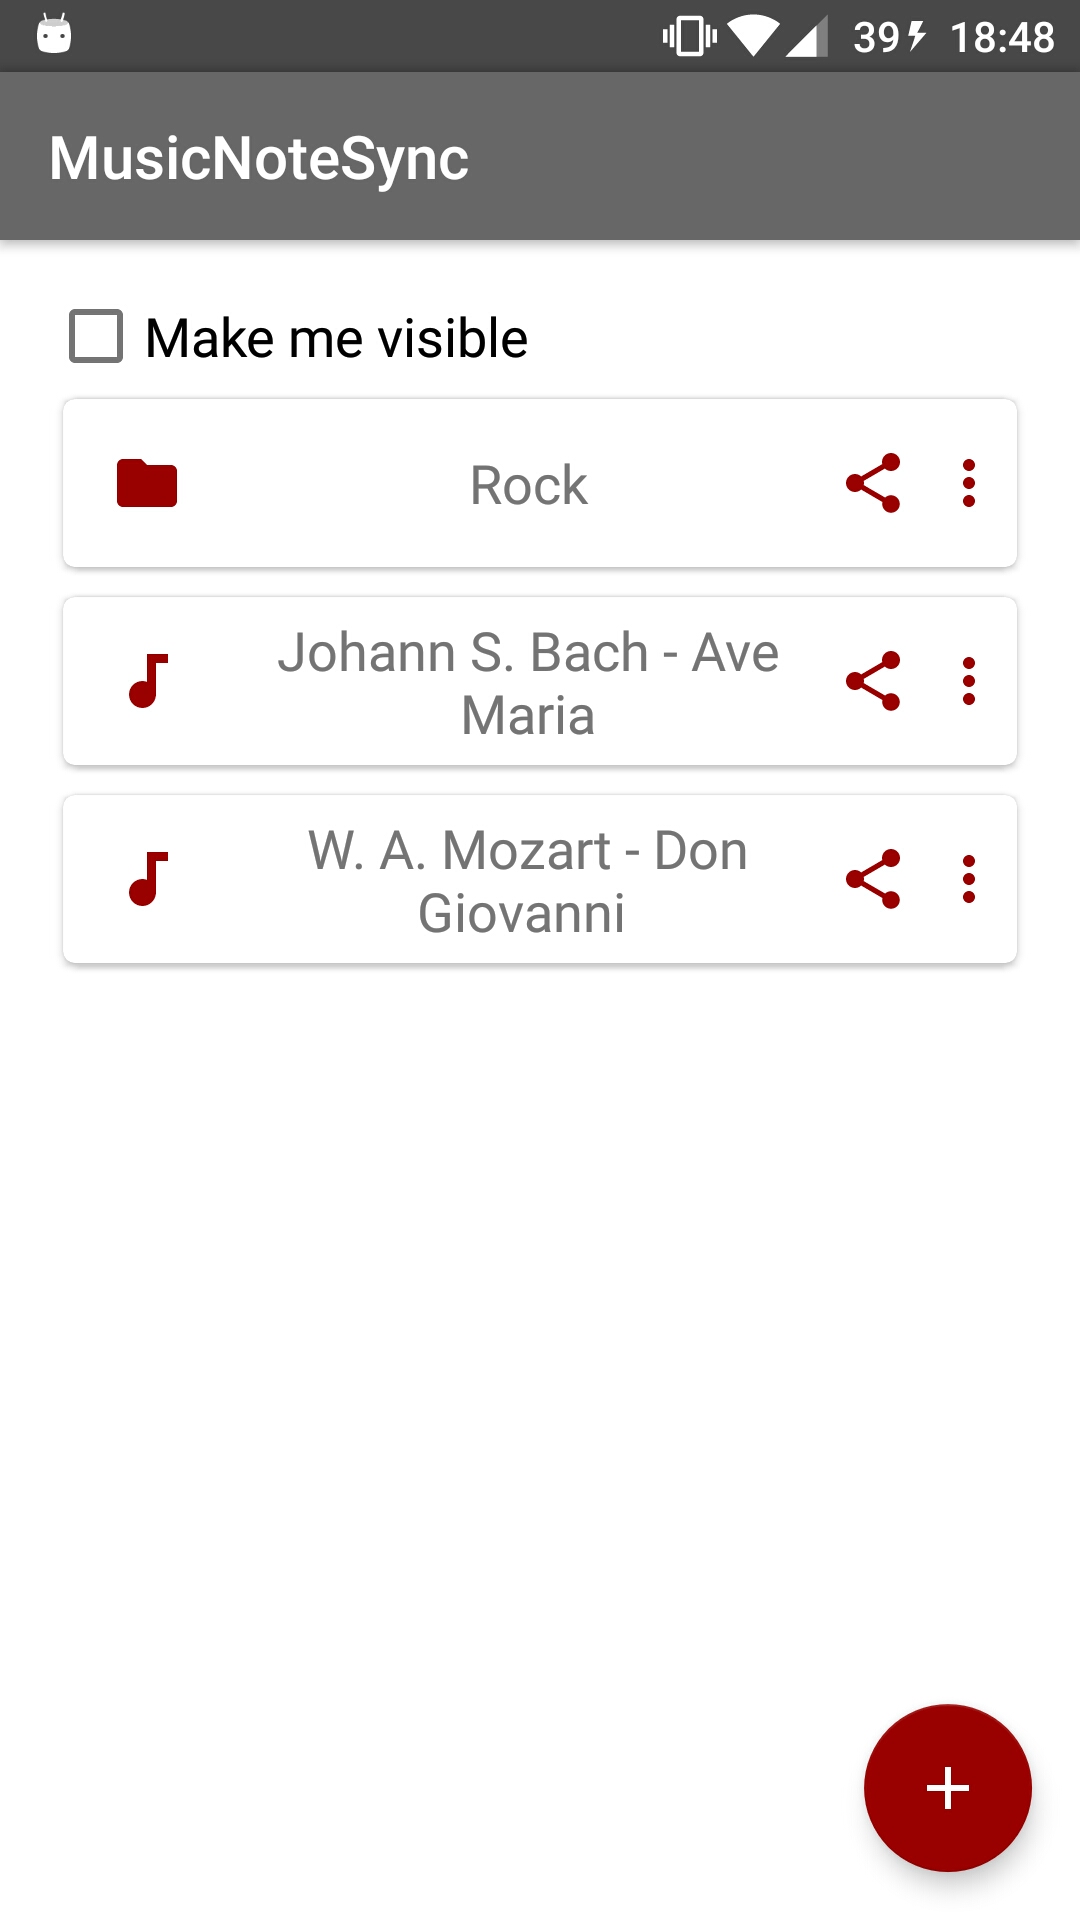 39 18:48
MusicNoteSync
Make me visible
Rock
Johann S. Bach - Ave
Maria
W. A. Mozart - Don
Giovanni